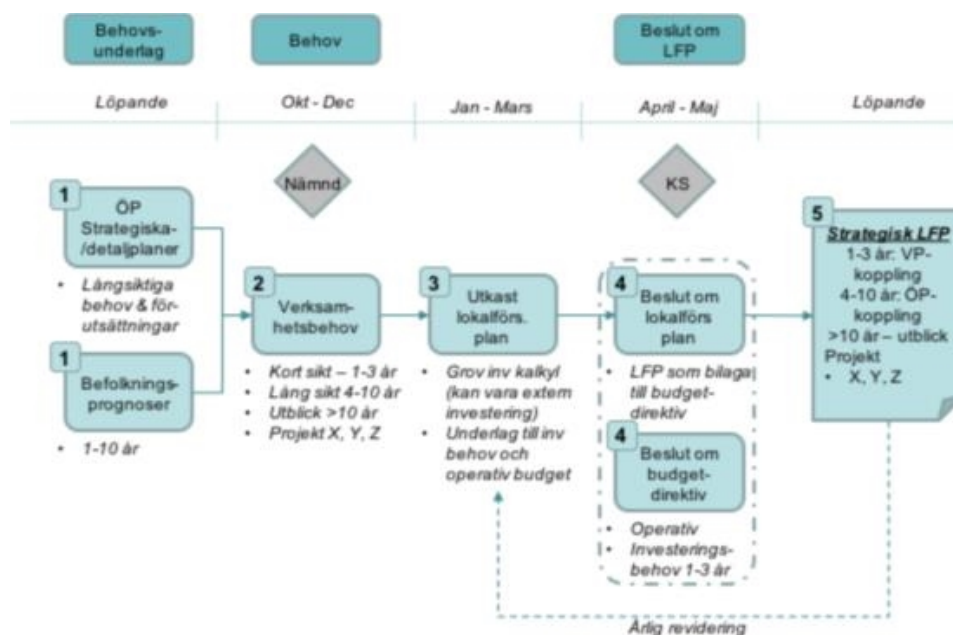 Behovs-
underlag
Behov
Beslut om
LFP
Löpande
Okt - Dec
Jan - Mars
April - Maj
Löpande
Nämnd
KS
1
ÖP
Strategiska-
/detaljplaner
• Långsiktiga
behov & för-
utsättningar
1
Befolknings-
prognoser
• 1-10 år
2
Verksam-
hetsbehov
• Kort sikt – 1-3 år
• Lång sikt 4-10 år
• Utblick >10 år
• Projekt X, Y, Z
3
Utkast
lokalförs.
plan
• Grov inv kalkyl
(kan vara extern
investering)
• Underlag till inv
behov och
operativ budget
4
Beslut om
lokalförs
plan
• LFP som bilaga
till budget-
direktiv
4
Beslut om
budget-
direktiv
• Operativ
• Investerings-
behov 1-3 år
5
Strategisk LFP
1-3 år: VP-
koppling
4-10 år: ÖP-
koppling
>10 år – utblick
Projekt
• X, Y, Z
Årlig revidering